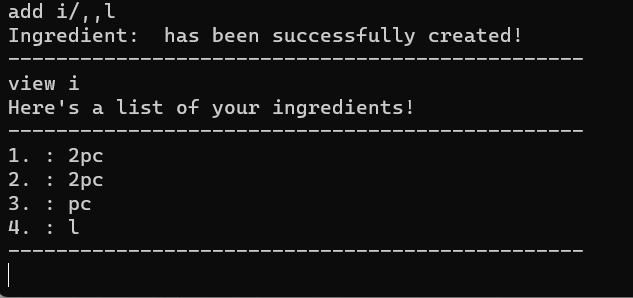 add i/,,l
Ingredient:  has been successfully created!
------------------------------------------------
view i
Here's a list of your ingredients!
------------------------------------------------
1. : 2pc
2. : 2pc
3. : pc
4. : l
------------------------------------------------